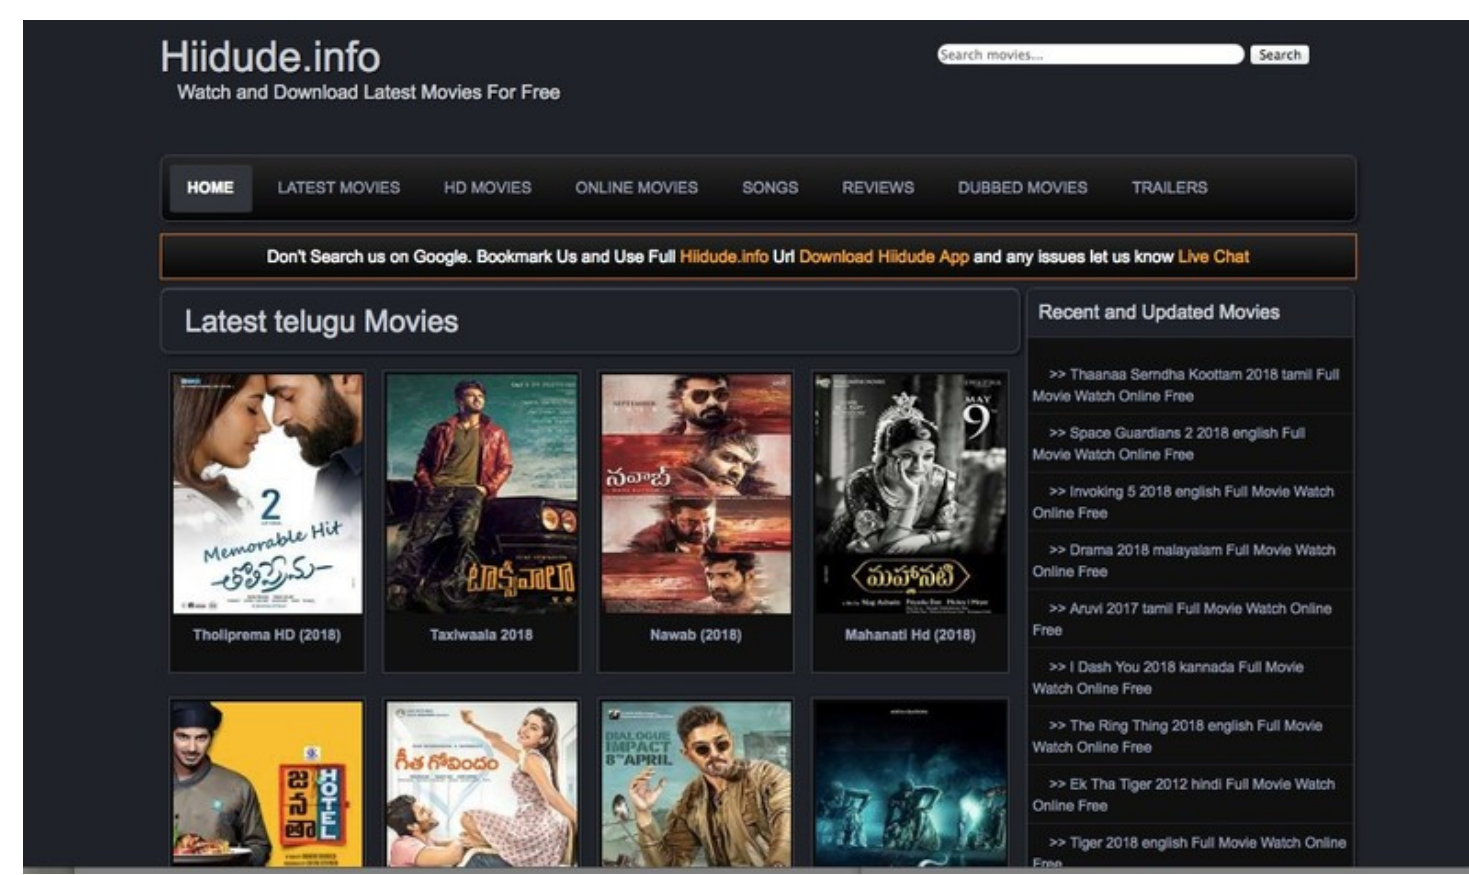 Hiidude.info
Watch and Download Latest Movies For Free
Search movies...
Search
HOME
LATEST MOVIES
HD MOVIES
ONLINE MOVIES
SONGS
REVIEWS
DUBBED MOVIES
TRAILERS
Don't Search us on Google. Bookmark Us and Use Full Hiidude.info Url Download Hiidude App and any issues let us know Live Chat
Latest telugu Movies
2
Memorable Hit
తొలిప్రేమ
Tholiprema HD (2018)
టాక్సీవాలా
Taxiwaala 2018
SEPTEMBER
నవాబ్
Nawab (2018)
MAY
9
మహానటి
Mahanati Hd (2018)
జనతా
HOTEL
గీత గోవిందం
DIALOGUE
IMPACT
8TH APRIL
Recent and Updated Movies
>> Thaanaa Serndha Koottam 2018 tamil Full
Movie Watch Online Free
>> Space Guardians 2 2018 english Full
Movie Watch Online Free
>> Invoking 5 2018 english Full Movie Watch
Online Free
>> Drama 2018 malayalam Full Movie Watch
Online Free
>> Aruvi 2017 tamil Full Movie Watch Online
Free
>> I Dash You 2018 kannada Full Movie
Watch Online Free
>> The Ring Thing 2018 english Full Movie
Watch Online Free
>> Ek Tha Tiger 2012 hindi Full Movie Watch
Online Free
>> Tiger 2018 english Full Movie Watch Online
Free